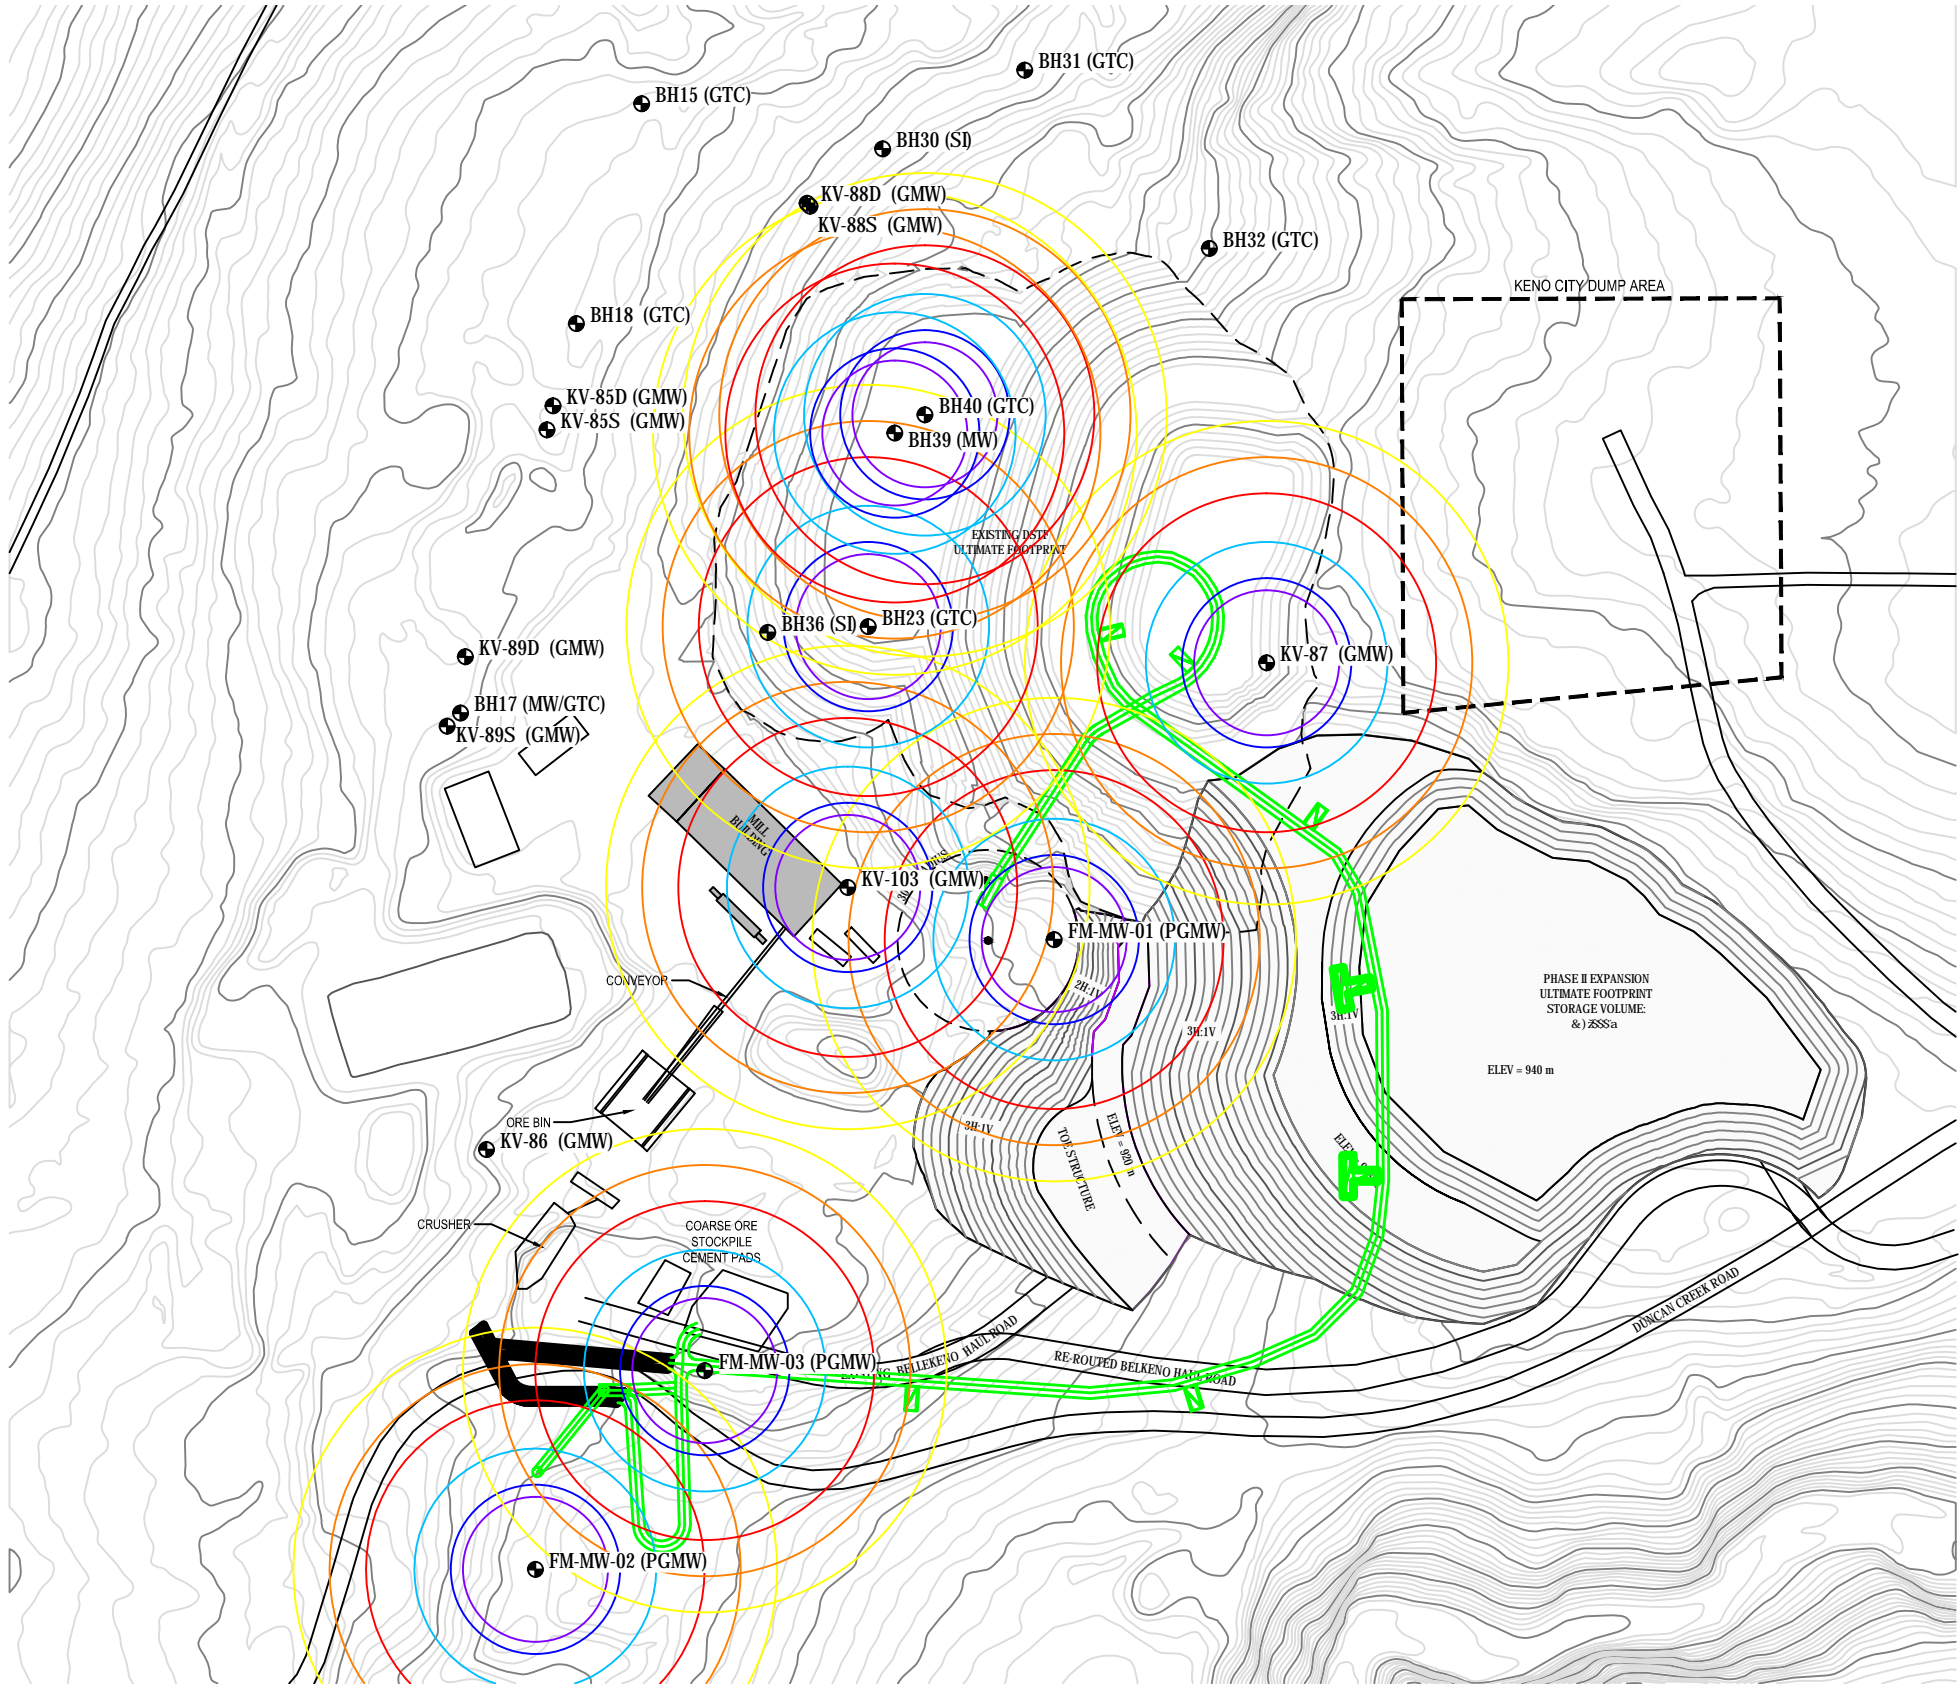 BH31 (GTC)
BH15 (GTC)
BH30 (SI)
KV-88D (GMW)
KV-88S (GMW)
BH32 (GTC)
KENO CITY DUMP AREA
BH18 (GTC)
KV-85D (GMW)
KV-85S (GMW)
BH40 (GTC)
BH39 (MW)
EXISTING DSTF
ULTIMATE FOOTPRINT
BH36 (SI)
BH23 (GTC)
KV-89D (GMW)
KV-87 (GMW)
BH17 (MW/GTC)
KV-89S (GMW)
MILL
BUILDING
KV-103 (GMW)
FM-MW-01 (PGMW)
CONVEYOR
2H:1V
3H:1V
3H:1V
PHASE II EXPANSION
ULTIMATE FOOTPRINT
STORAGE VOLUME:
ELEV = 940 m
ORE BIN
KV-86 (GMW)
3H:1V
TOE STRUCTURE
ELEV = 920 m
CRUSHER
COARSE ORE
STOCKPILE
CEMENT PADS
DUNCAN CREEK ROAD
FM-MW-03 (PGMW)
BELLEKENO HAUL ROAD
RE-ROUTED BELKENO HAUL ROAD
FM-MW-02 (PGMW)